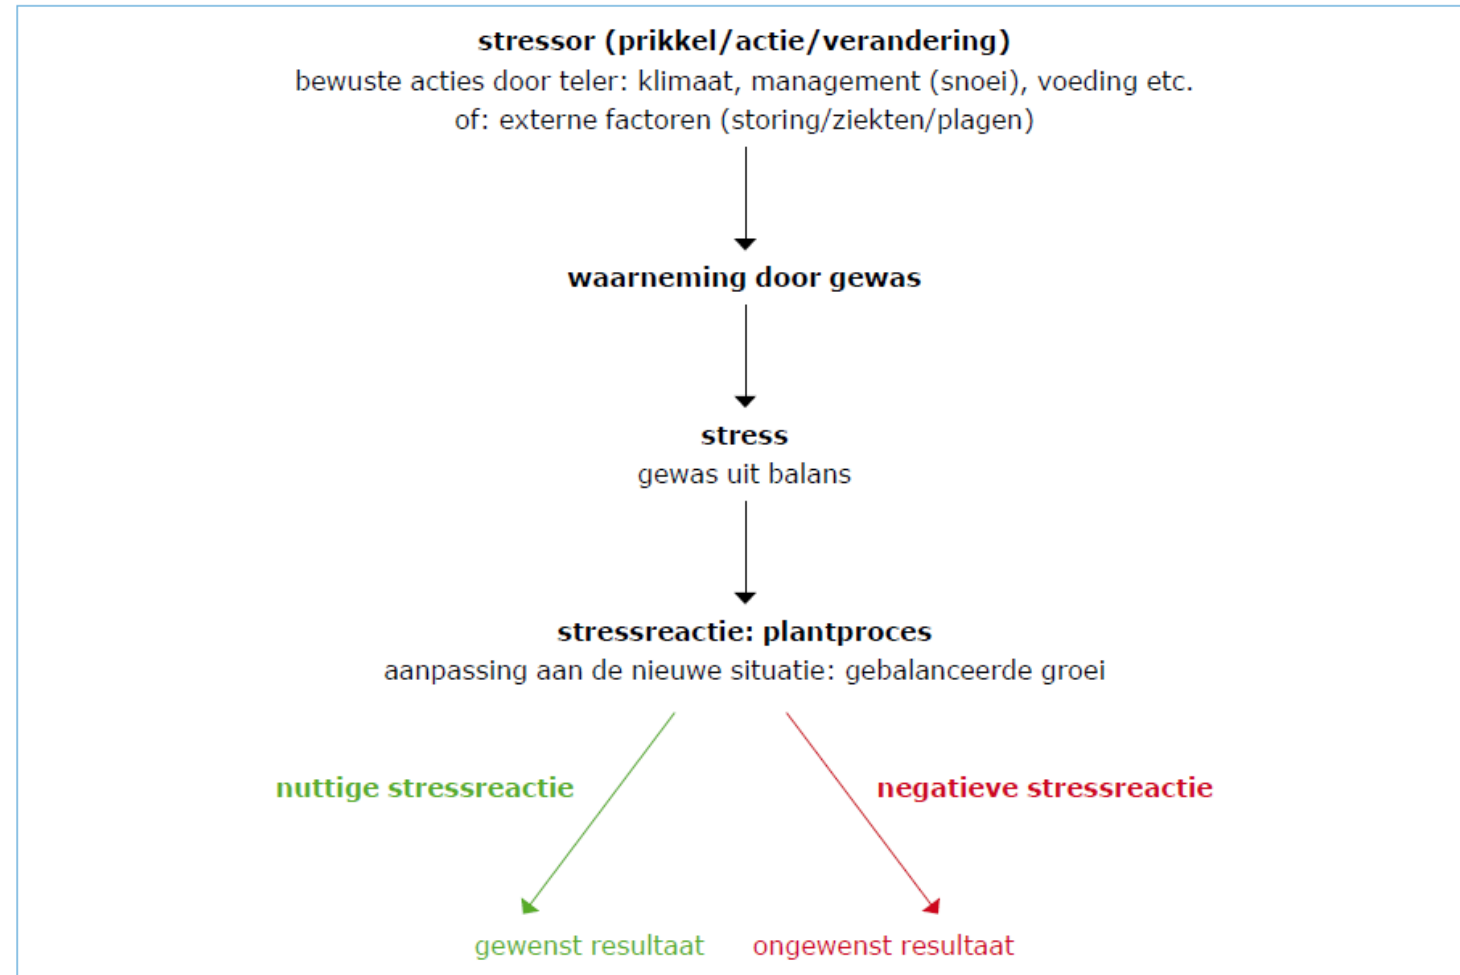 stressor (prikkel/actie/verandering)
bewuste acties door teler: klimaat, management (snoei), voeding etc.
of: externe factoren (storing/ziekten/plagen)
waarneming door gewas
stress
gewas uit balans
stressreactie: plantproces
aanpassing aan de nieuwe situatie: gebalanceerde groei
nuttige stressreactie
negatieve stressreactie
gewenst resultaat
ongewenst resultaat